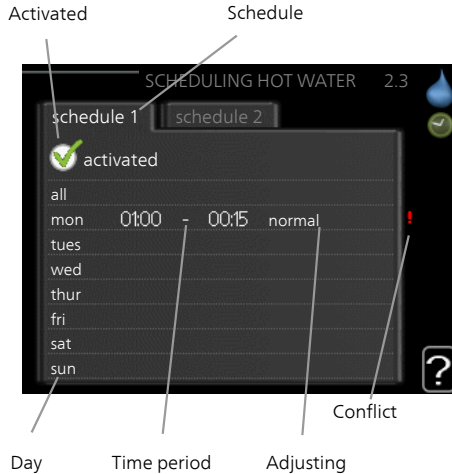 Activated Schedule
SCHEDULING HOT WATER 2.3
schedule 1 schedule 2
activated
all
mon 01:00 - 00:15 normal !
tues
wed
thur
fri
sat
sun
?
Conflict
Day Time period Adjusting